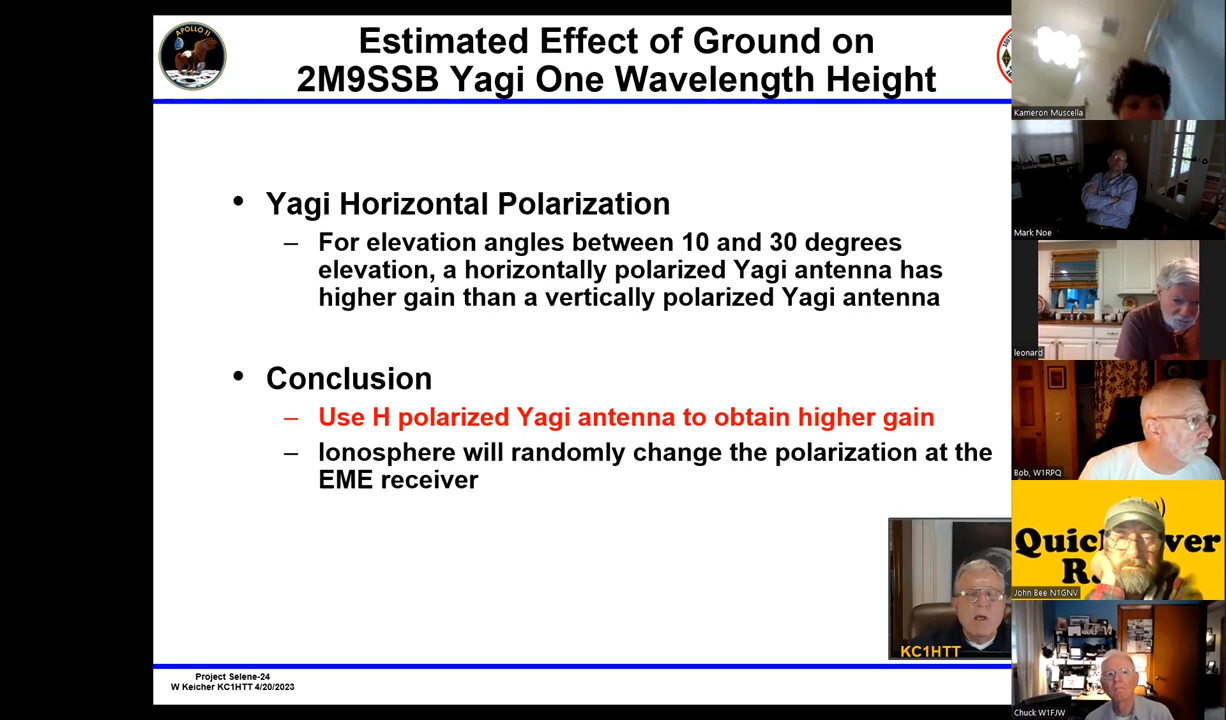 APOLLO 11
Estimated Effect of Ground on
2M9SSB Yagi One Wavelength Height
• Yagi Horizontal Polarization
– For elevation angles between 10 and 30 degrees
elevation, a horizontally polarized Yagi antenna has
higher gain than a vertically polarized Yagi antenna
• Conclusion
– Use H polarized Yagi antenna to obtain higher gain
– Ionosphere will randomly change the polarization at the
EME receiver
KC1HTT
Project Selene-24
W Keicher KC1HTT 4/20/2023
Kameron Muscella
Mark Noe
leonard
Bob, W1RPQ
John Bee N1GNV
Chuck W1FJW